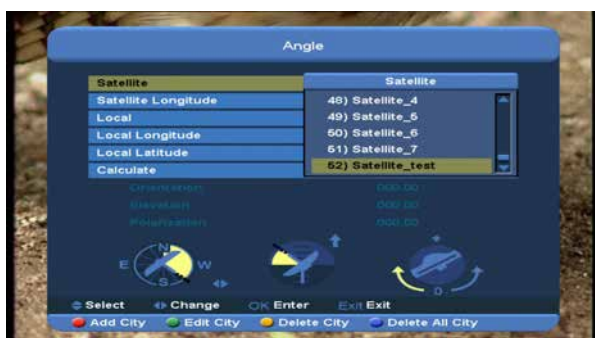 Angle
Satellite
Satellite Longitude
Local
Local Longitude
Local Latitude
Calculate
Satellite
48) Satellite_4
49) Satellite_5
50) Satellite_6
51) Satellite_7
52) Satellite_test
Orientation 000.00
Elevation 000.00
Polarization 000.00
N
E W
S
D
Select Change OK Enter Exit Exit
Add City Edit City Delete City Delete All City